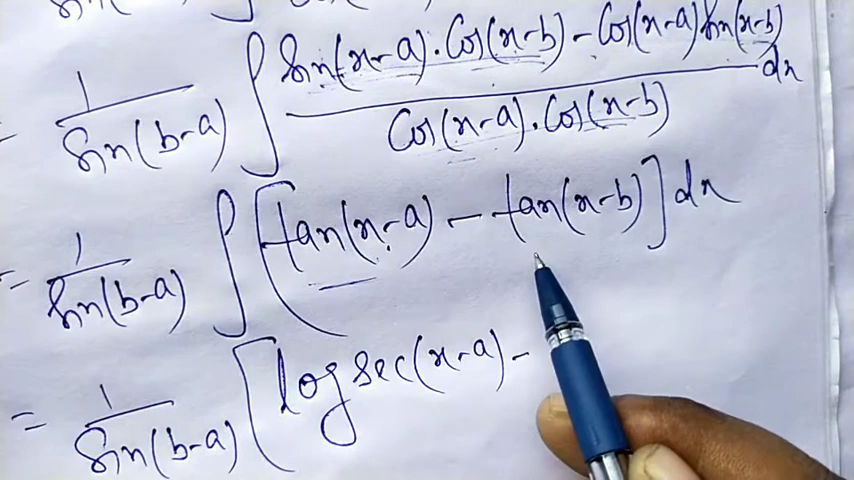 = 1/Sin(b-a) ∫ Sin(x-a).Cos(x-b) - Cos(x-a)Sin(x-b) / Cos(x-a).Cos(x-b) dx
= 1/Sin(b-a) ∫ [tan(x-a) - tan(x-b)] dx
= 1/Sin(b-a) [log sec(x-a) -